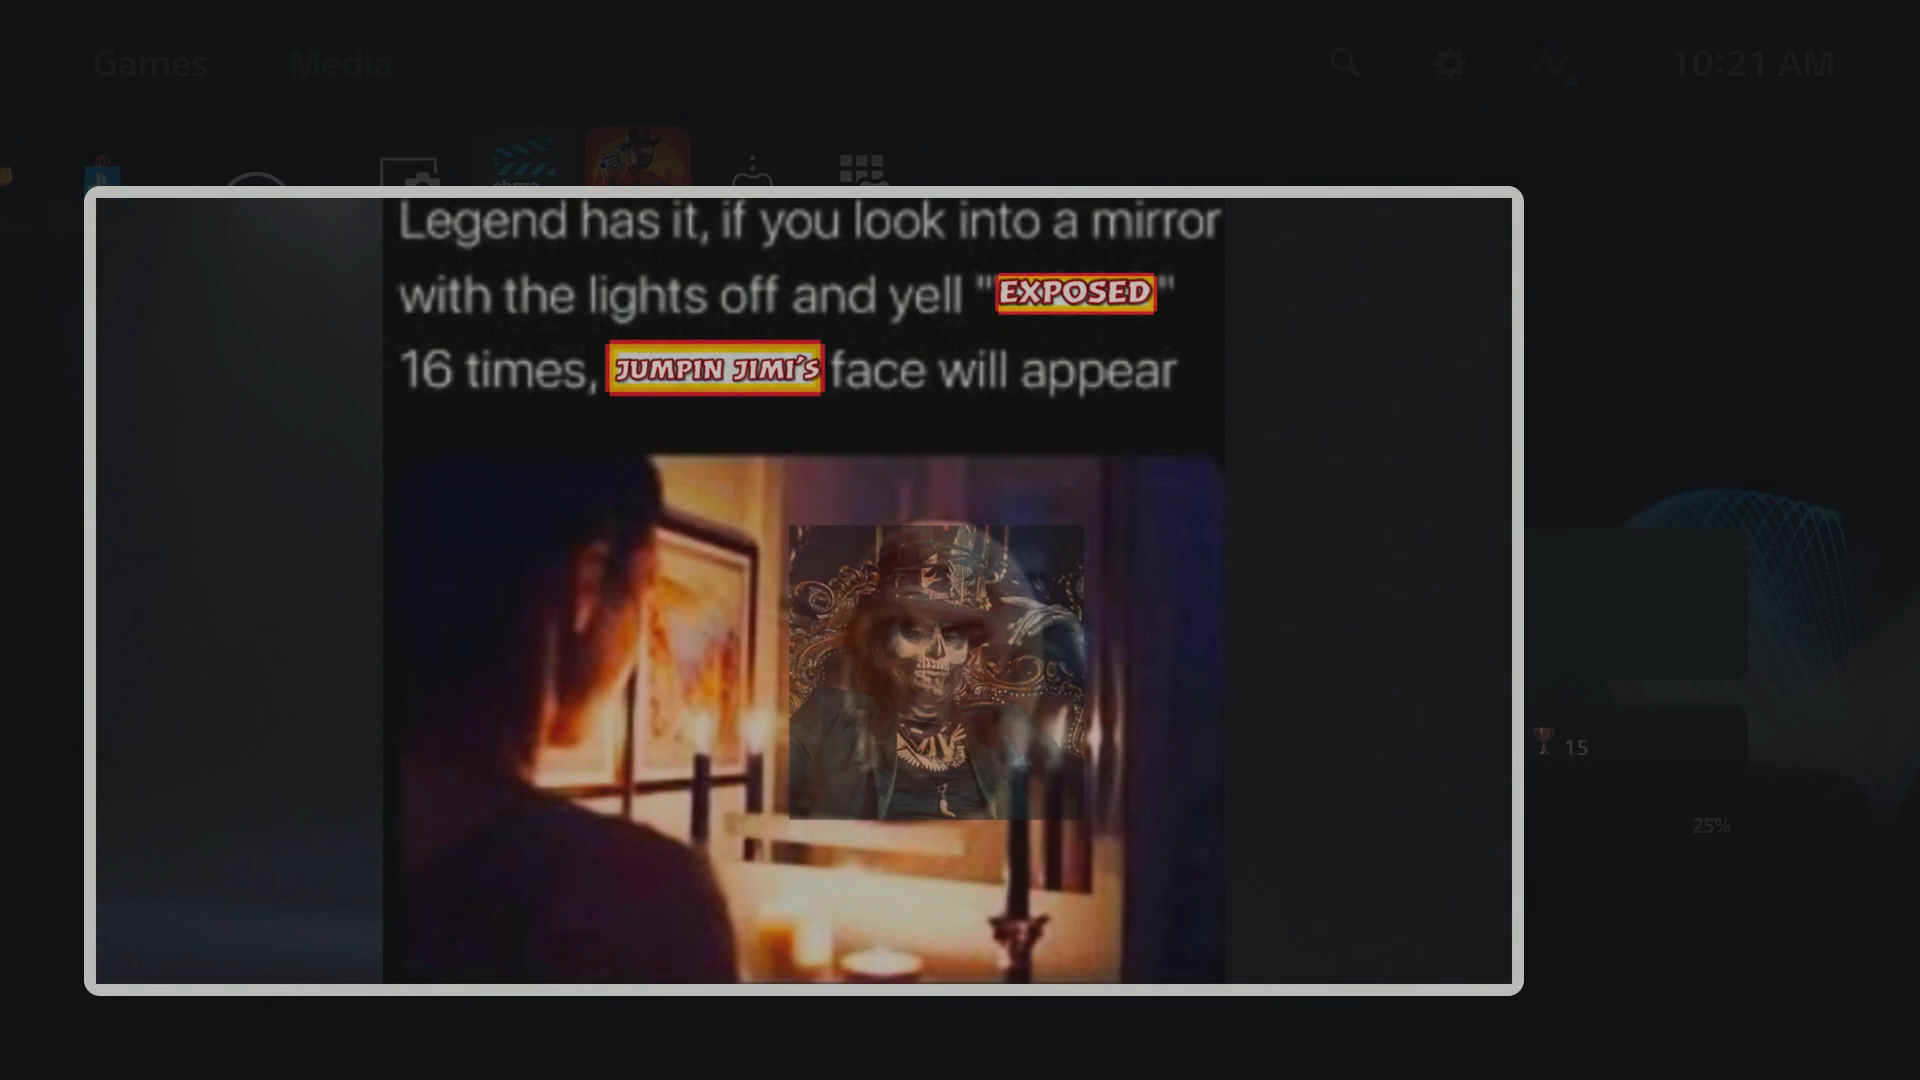 Games Media 10:21 AM
share
Legend has it, if you look into a mirror
with the lights off and yell "EXPOSED"
16 times, JUMPIN JIMI'S face will appear
15
25%